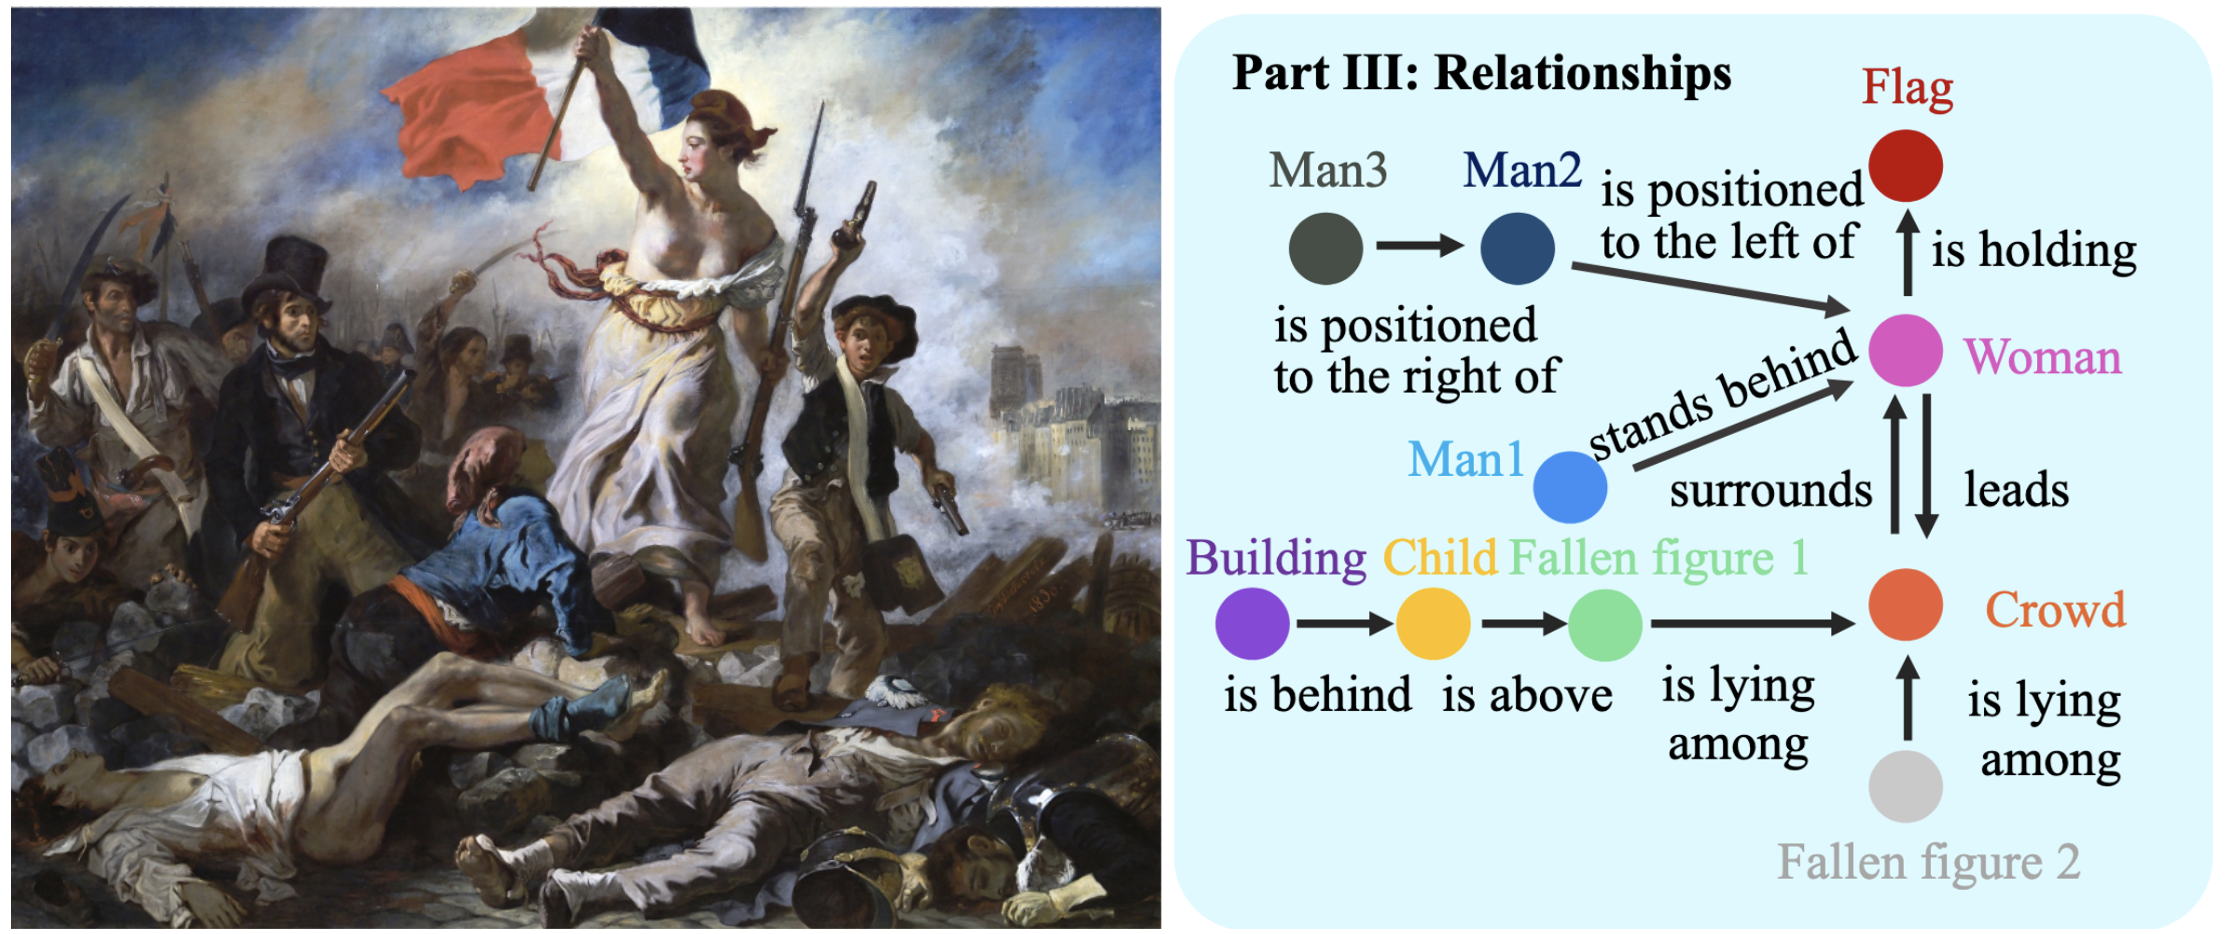 Part III: Relationships
Flag
Man3
Man2
is positioned
to the left of
is holding
is positioned
to the right of
stands behind
Woman
Man1
surrounds
leads
Building
Child
Fallen figure 1
Crowd
is behind
is above
is lying
among
is lying
among
Fallen figure 2
1830